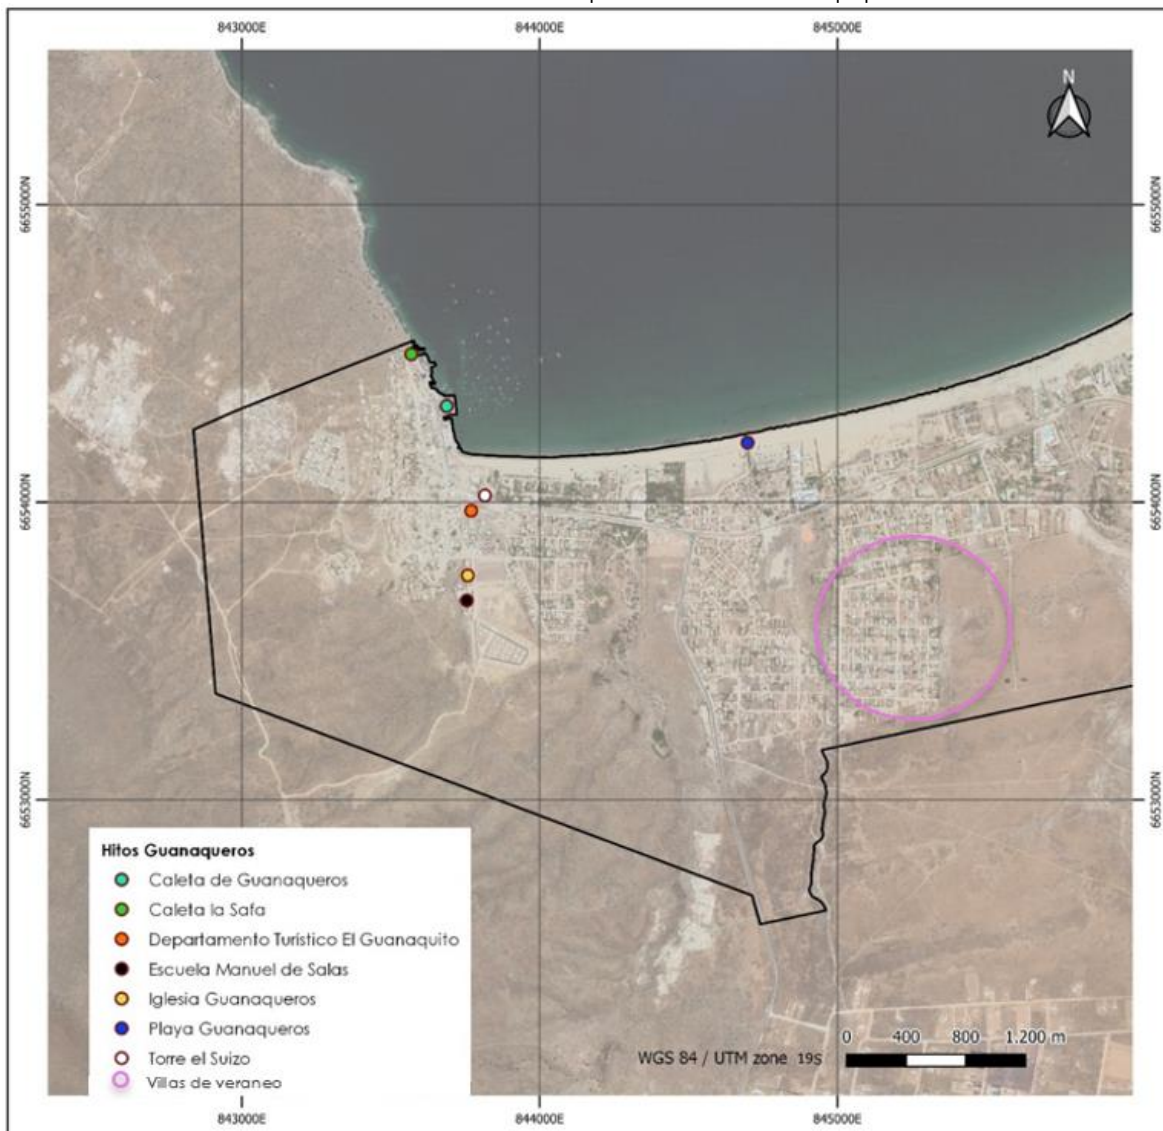 843000E 844000E 845000E
N
6655000N 6655000N
6654000N 6654000N
6653000N 6653000N
Hitos Guanaqueros
Caleta de Guanaqueros
Caleta la Safa
Departamento Turístico El Guanaquito
Escuela Manuel de Salas
Iglesia Guanaqueros
Playa Guanaqueros
Torre el Suizo
Villas de veraneo
0 400 800 1.200 m
WGS 84 / UTM zone 19S
843000E 844000E 845000E